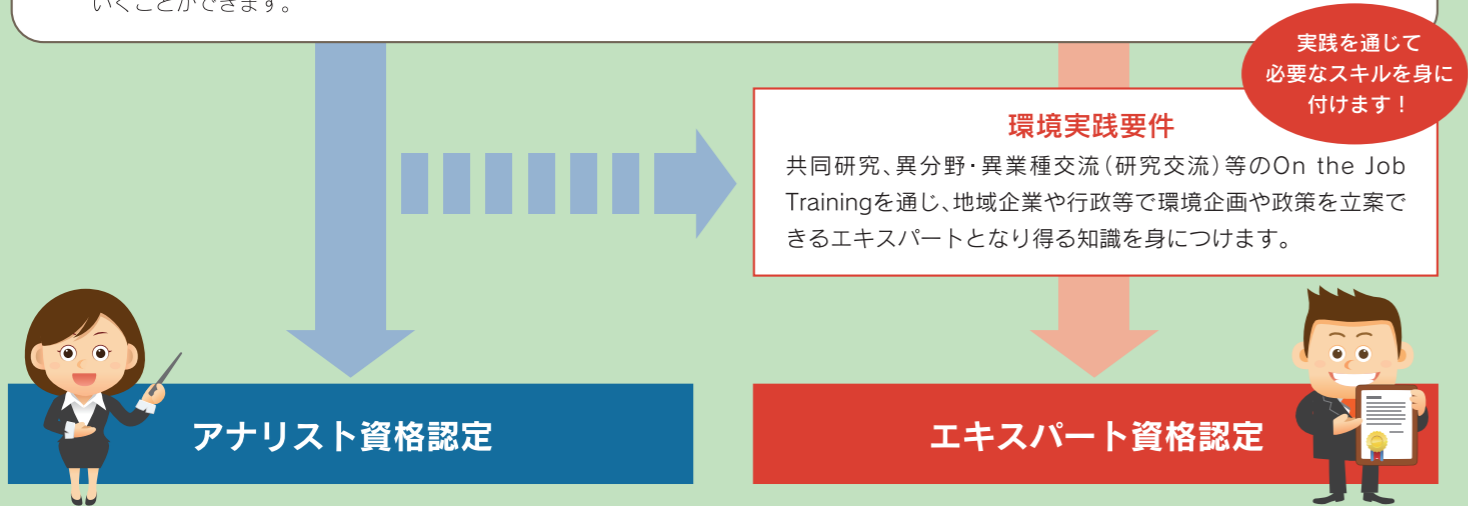 いくことができます。
実践を通じて
必要なスキルを身に
付けます！
環境実践要件
共同研究、異分野・異業種交流（研究交流）等のOn the Job
Trainingを通じ、地域企業や行政等で環境企画や政策を立案で
きるエキスパートとなり得る知識を身につけます。
アナリスト資格認定
エキスパート資格認定